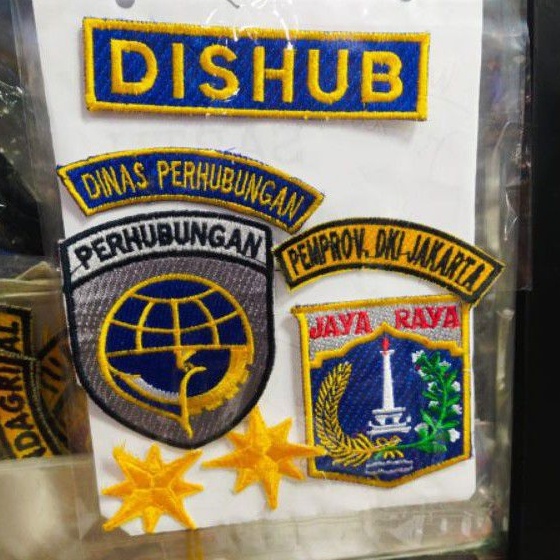 DISHUB
DINAS PERHUBUNGAN
PERHUBUNGAN
PEMPROV. DKI JAKARTA
JAYA RAYA